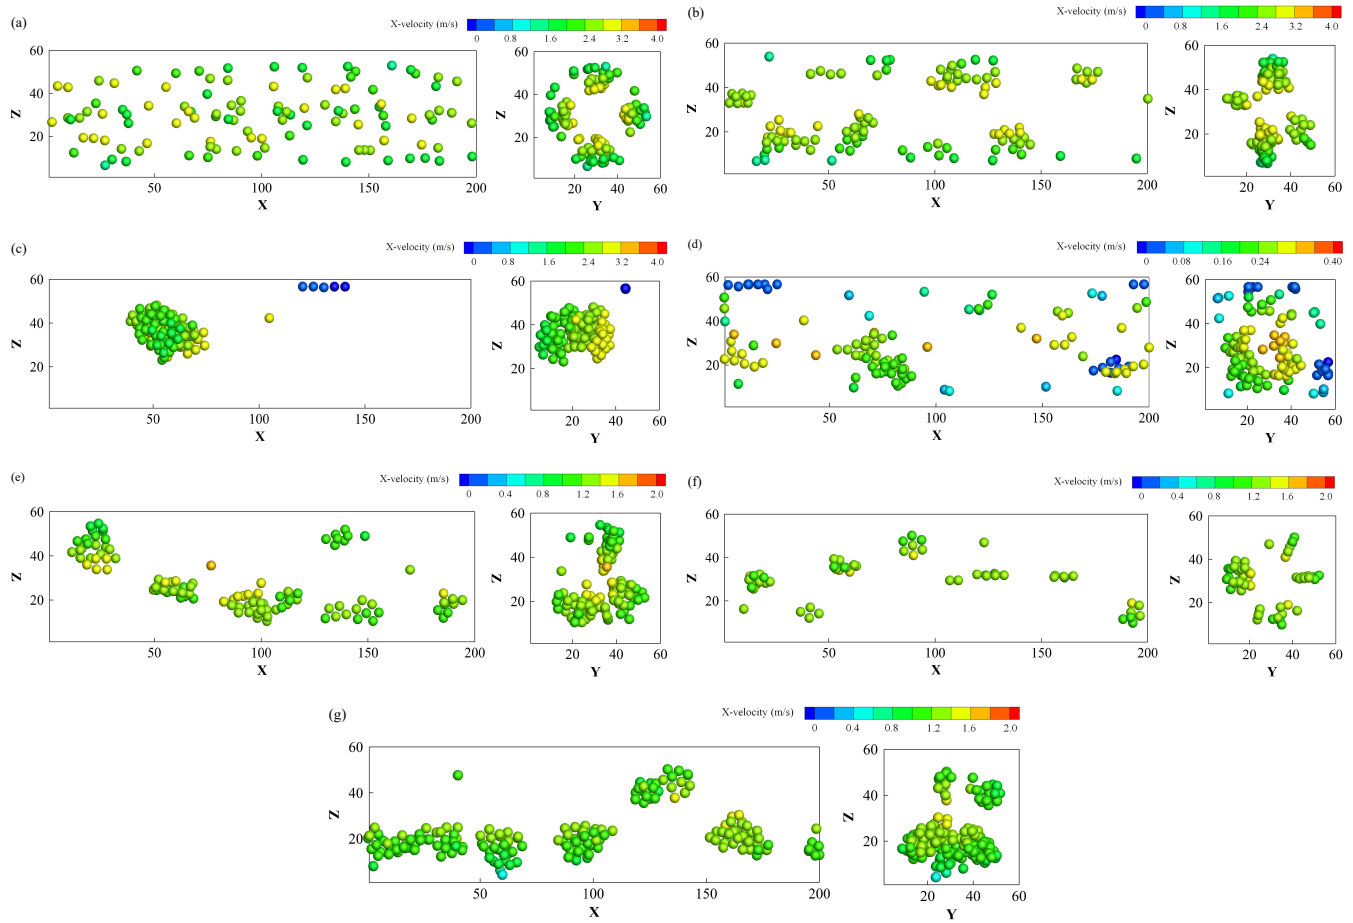 (a) X-velocity (m/s)
0 0.8 1.6 2.4 3.2 4.0
60
40
20
Z
50 100 150 200
X
60
40
20
Z
20 40 60
Y
(b) X-velocity (m/s)
0 0.8 1.6 2.4 3.2 4.0
60
40
20
Z
50 100 150 200
X
60
40
20
Z
20 40 60
Y
(c) X-velocity (m/s)
0 0.8 1.6 2.4 3.2 4.0
60
40
20
Z
50 100 150 200
X
60
40
20
Z
20 40 60
Y
(d) X-velocity (m/s)
0 0.08 0.16 0.24 0.40
60
40
20
Z
50 100 150 200
X
60
40
20
Z
20 40 60
Y
(e) X-velocity (m/s)
0 0.4 0.8 1.2 1.6 2.0
60
40
20
Z
50 100 150 200
X
60
40
20
Z
20 40 60
Y
(f) X-velocity (m/s)
0 0.4 0.8 1.2 1.6 2.0
60
40
20
Z
50 100 150 200
X
60
40
20
Z
20 40 60
Y
(g) X-velocity (m/s)
0 0.4 0.8 1.2 1.6 2.0
60
40
20
Z
50 100 150 200
X
60
40
20
Z
20 40 60
Y